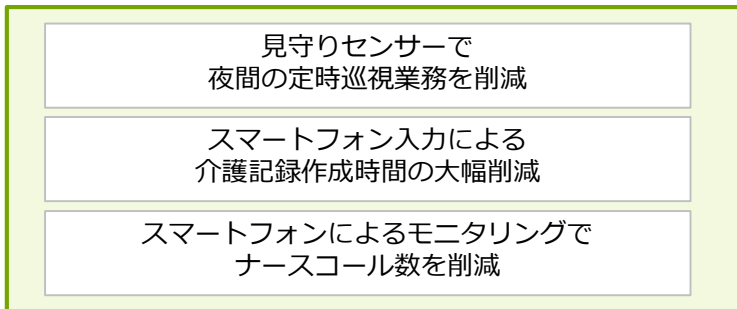 見守りセンサーで
夜間の定時巡視業務を削減
スマートフォン入力による
介護記録作成時間の大幅削減
スマートフォンによるモニタリングで
ナースコール数を削減